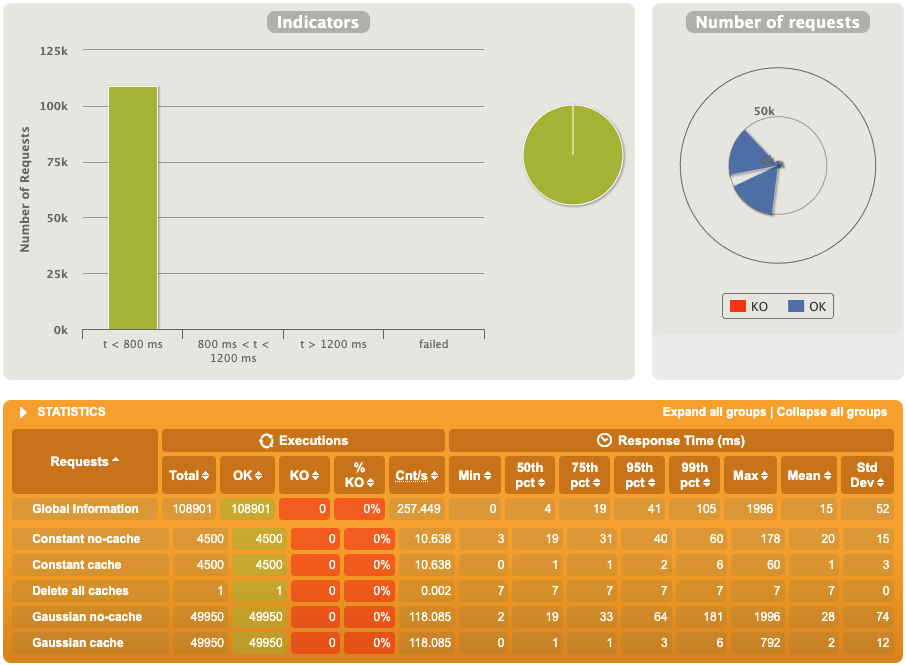 Indicators
125k
100k
75k
50k
25k
0k
Number of Requests
t < 800 ms
800 ms < t <
1200 ms
t > 1200 ms
failed
Number of requests
50k
0k
KO OK
STATISTICS
Expand all groups | Collapse all groups
Requests
Executions
Response Time (ms)
Total OK KO % KO Cnt/s Min 50th pct 75th pct 95th pct 99th pct Max Mean Std Dev
Global Information 108901 108901 0 0% 257.449 0 4 19 41 105 1996 15 52
Constant no-cache 4500 4500 0 0% 10.638 3 19 31 40 60 178 20 15
Constant cache 4500 4500 0 0% 10.638 0 1 1 2 6 60 1 3
Delete all caches 1 1 0 0% 0.002 7 7 7 7 7 7 7 0
Gaussian no-cache 49950 49950 0 0% 118.085 2 19 33 64 181 1996 28 74
Gaussian cache 49950 49950 0 0% 118.085 0 1 1 3 6 792 2 12